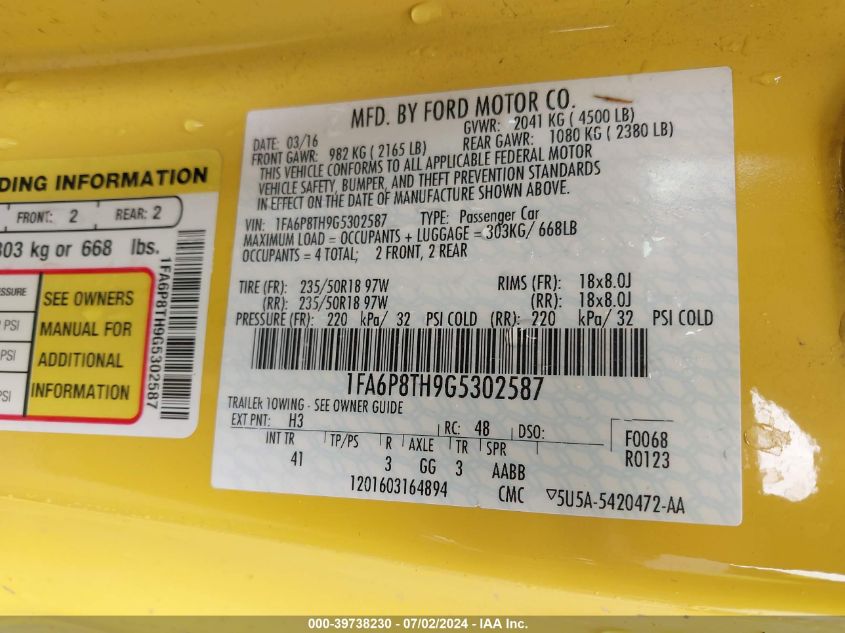 MFD. BY FORD MOTOR CO.
DATE: 03/16 GVWR: 2041 KG ( 4500 LB)
FRONT GAWR: 982 KG ( 2165 LB) REAR GAWR: 1080 KG ( 2380 LB)
THIS VEHICLE CONFORMS TO ALL APPLICABLE FEDERAL MOTOR
VEHICLE SAFETY, BUMPER, AND THEFT PREVENTION STANDARDS
IN EFFECT ON THE DATE OF MANUFACTURE SHOWN ABOVE.
VIN: 1FA6P8TH9G5302587 TYPE: Passenger Car
MAXIMUM LOAD = OCCUPANTS + LUGGAGE = 303KG/ 668LB
OCCUPANTS = 4 TOTAL; 2 FRONT, 2 REAR
TIRE (FR): 235/50R18 97W RIMS (FR): 18x8.0J
(RR): 235/50R18 97W (RR): 18x8.0J
PRESSURE (FR): 220 kPa/ 32 PSI COLD (RR): 220 kPa/ 32 PSI COLD
1FA6P8TH9G5302587
TRAILER TOWING - SEE OWNER GUIDE
EXT PNT: H3 RC: 48 DSO: F0068
R0123
INT TR TP/PS R AXLE TR SPR
41 3 GG 3 AABB
1201603164894 CMC ▽5U5A-5420472-AA
DING INFORMATION
FRONT: 2 REAR: 2
303 kg or 668 lbs.
SSURE
PSI
PSI
PSI
SEE OWNERS
MANUAL FOR
ADDITIONAL
INFORMATION
1FA6P8TH9G5302587
000-39738230 - 07/02/2024 - IAA Inc.